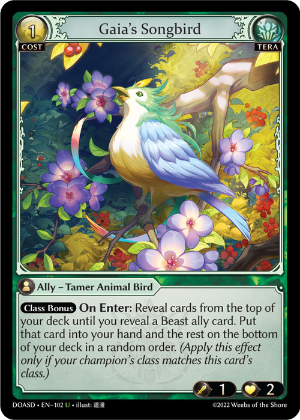 1
COST
Gaia's Songbird
TERA
Ally – Tamer Animal Bird
Class Bonus On Enter: Reveal cards from the top of
your deck until you reveal a Beast ally card. Put
that card into your hand and the rest on the bottom
of your deck in a random order. (Apply this effect
only if your champion's class matches this card's
class.)
1
2
DOASD • EN-102 U • illust:
©2022 Weebs of the Shore